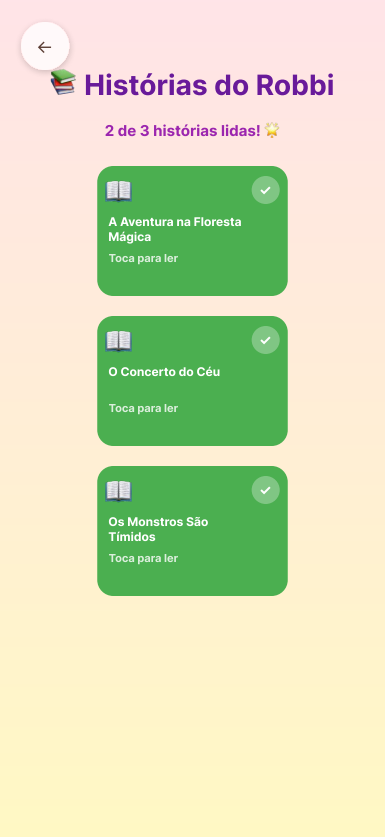 📚 Histórias do Robbi
2 de 3 histórias lidas! 🌟
A Aventura na Floresta
Mágica
Toca para ler
O Concerto do Céu
Toca para ler
Os Monstros São
Tímidos
Toca para ler